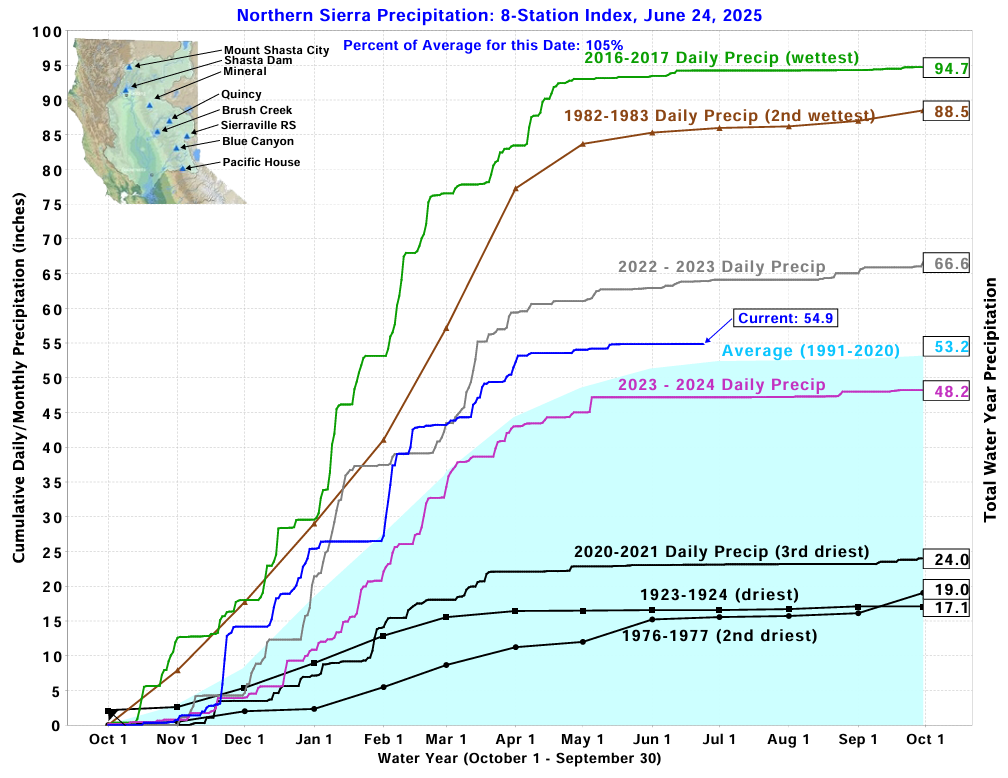 Northern Sierra Precipitation: 8-Station Index, June 24, 2025
Percent of Average for this Date: 105%
Mount Shasta City
Shasta Dam
Mineral
Quincy
Brush Creek
Sierraville RS
Blue Canyon
Pacific House
2016-2017 Daily Precip (wettest)
94.7
1982-1983 Daily Precip (2nd wettest)
88.5
2022 - 2023 Daily Precip
66.6
Current: 54.9
Average (1991-2020)
53.2
2023 - 2024 Daily Precip
48.2
2020-2021 Daily Precip (3rd driest)
24.0
1923-1924 (driest)
19.0
17.1
1976-1977 (2nd driest)
Cumulative Daily/Monthly Precipitation (inches)
100
95
90
85
80
75
70
65
60
55
50
45
40
35
30
25
20
15
10
5
0
Total Water Year Precipitation
Oct 1 Nov 1 Dec 1 Jan 1 Feb 1 Mar 1 Apr 1 May 1 Jun 1 Jul 1 Aug 1 Sep 1 Oct 1
Water Year (October 1 - September 30)